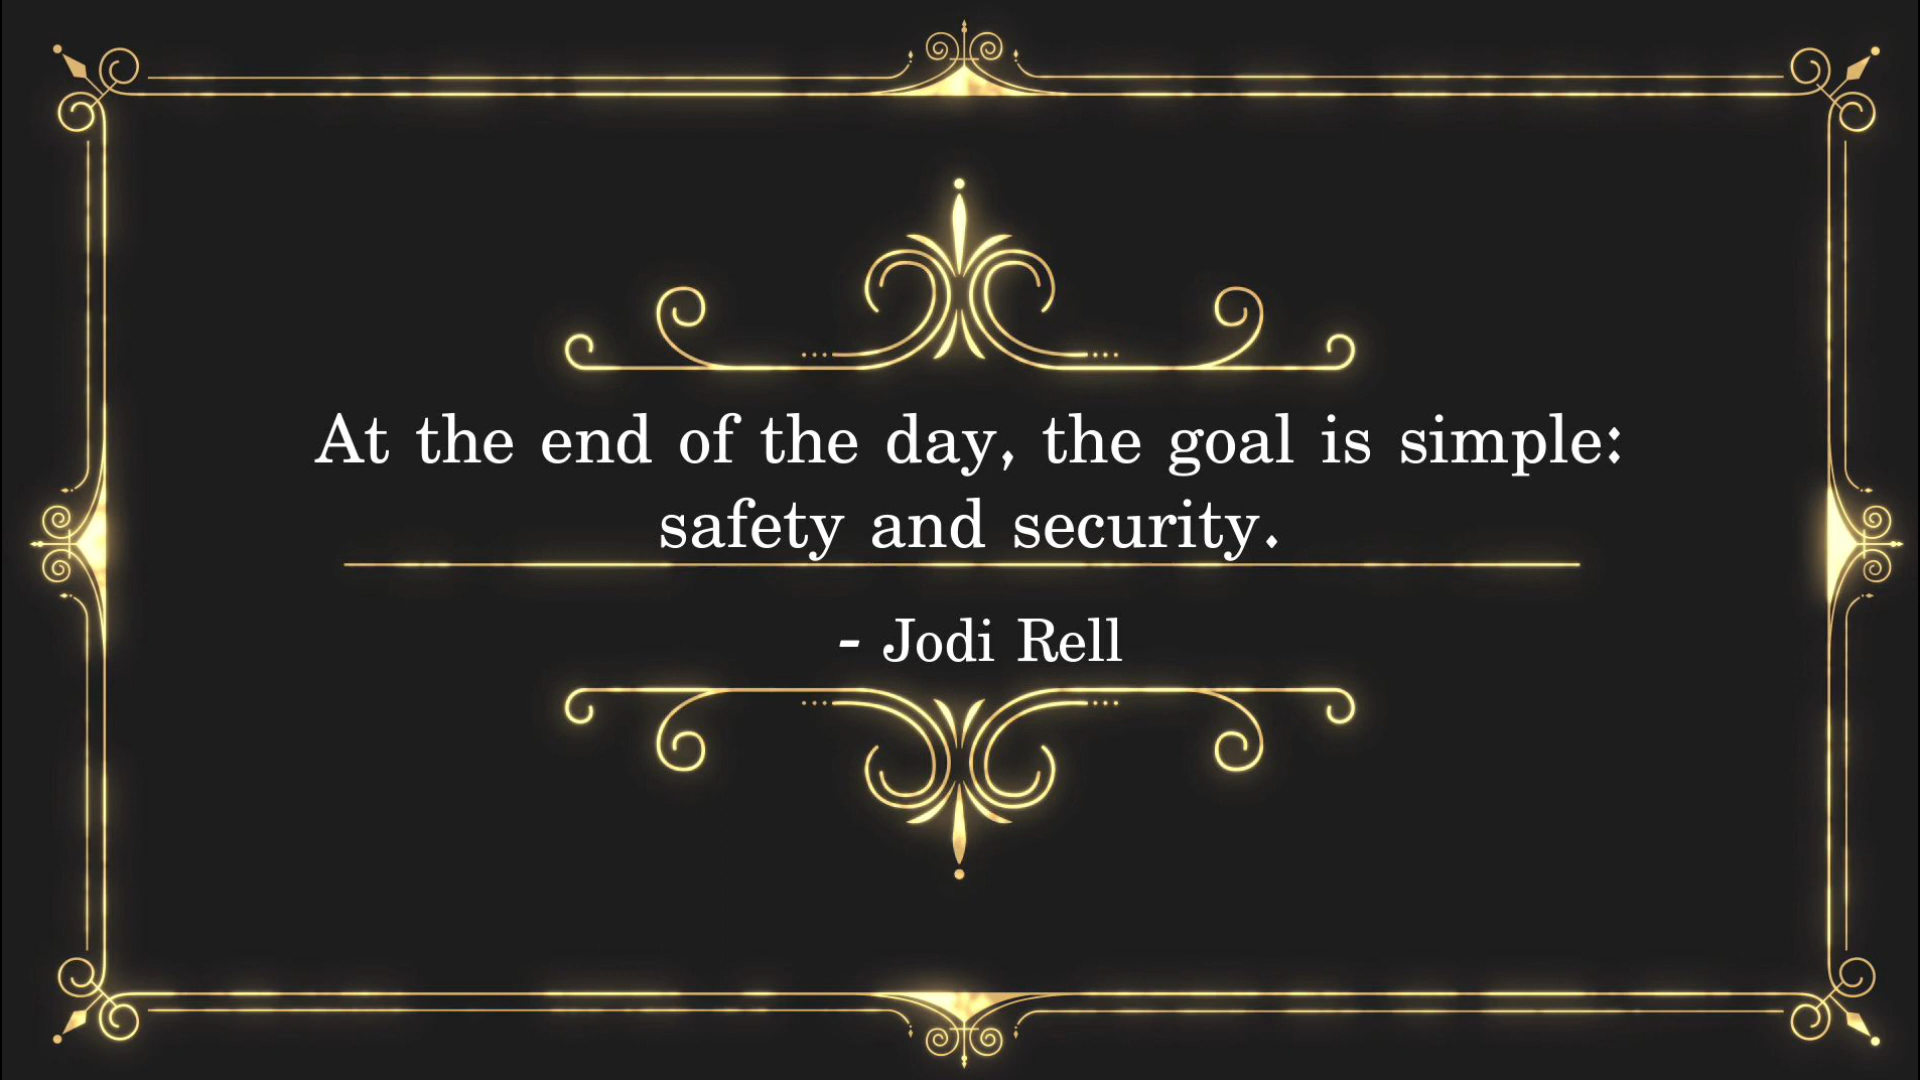 At the end of the day, the goal is simple:
safety and security.
- Jodi Rell